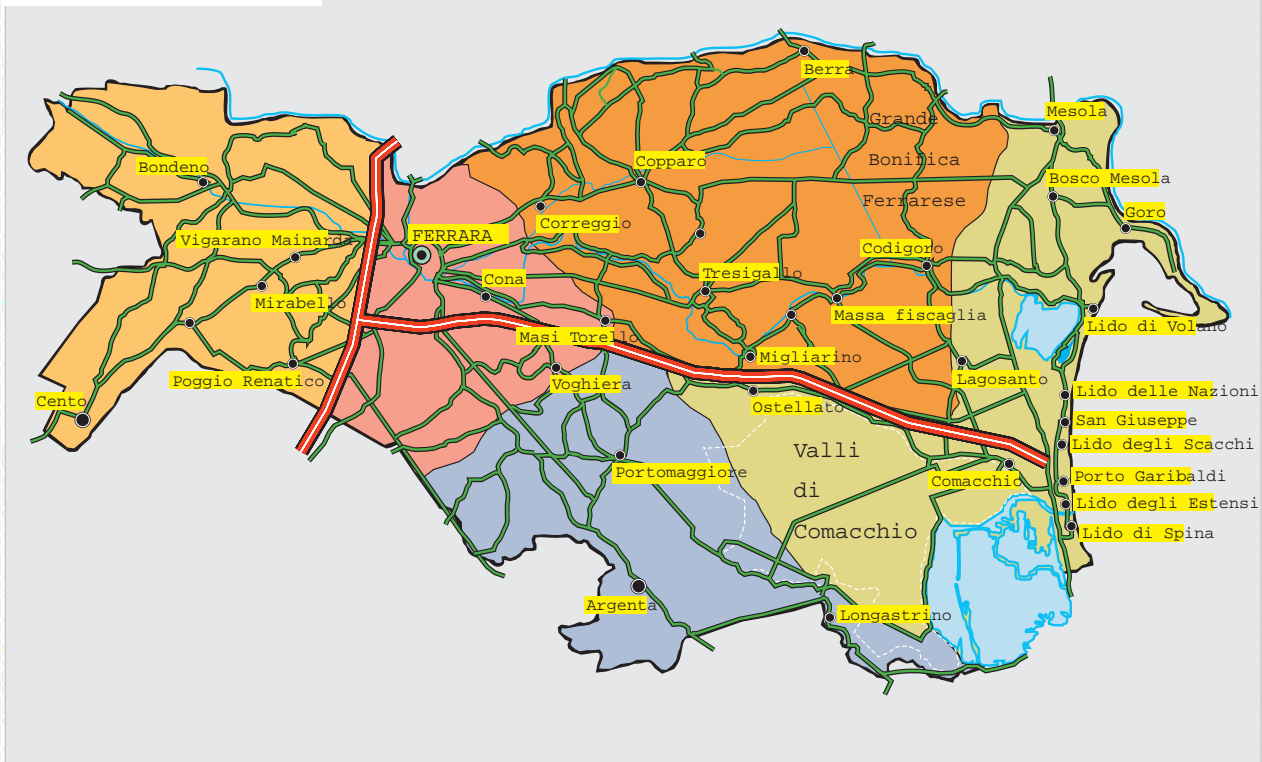 Berra
Mesola
Grande
Bondeno
Copparo
Bonifica
Bosco Mesola
Ferrarese
Goro
Correggio
FERRARA
Vigarano Mainarda
Codigoro
Cona
Tresigallo
Mirabello
Massa fiscaglia
Lido di Volano
Masi Torello
Migliarino
Poggio Renatico
Voghiera
Lagosanto
Lido delle Nazioni
Cento
Ostellato
San Giuseppe
Valli
Lido degli Scacchi
Portomaggiore
Comacchio
Porto Garibaldi
di
Lido degli Estensi
Comacchio
Lido di Spina
Argenta
Longastrino